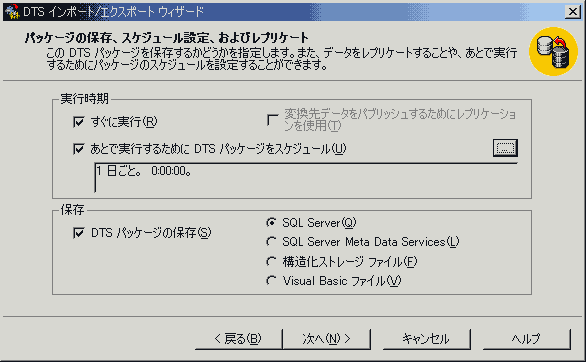 DTS インポート/エクスポート ウィザード
パッケージの保存、スケジュール設定、およびレプリケート
この DTS パッケージを保存するかどうかを指定します。また、データをレプリケートすることや、あとで実行
するためにパッケージのスケジュールを設定することができます。
実行時期
すぐに実行(R)
変換先データをパブリッシュするためにレプリケーショ
ンを使用(T)
あとで実行するために DTS パッケージをスケジュール(U)
...
1 日ごと。 0:00:00。
保存
DTS パッケージの保存(S)
SQL Server(Q)
SQL Server Meta Data Services(L)
構造化ストレージ ファイル(F)
Visual Basic ファイル(V)
< 戻る(B)
次へ(N) >
キャンセル
ヘルプ